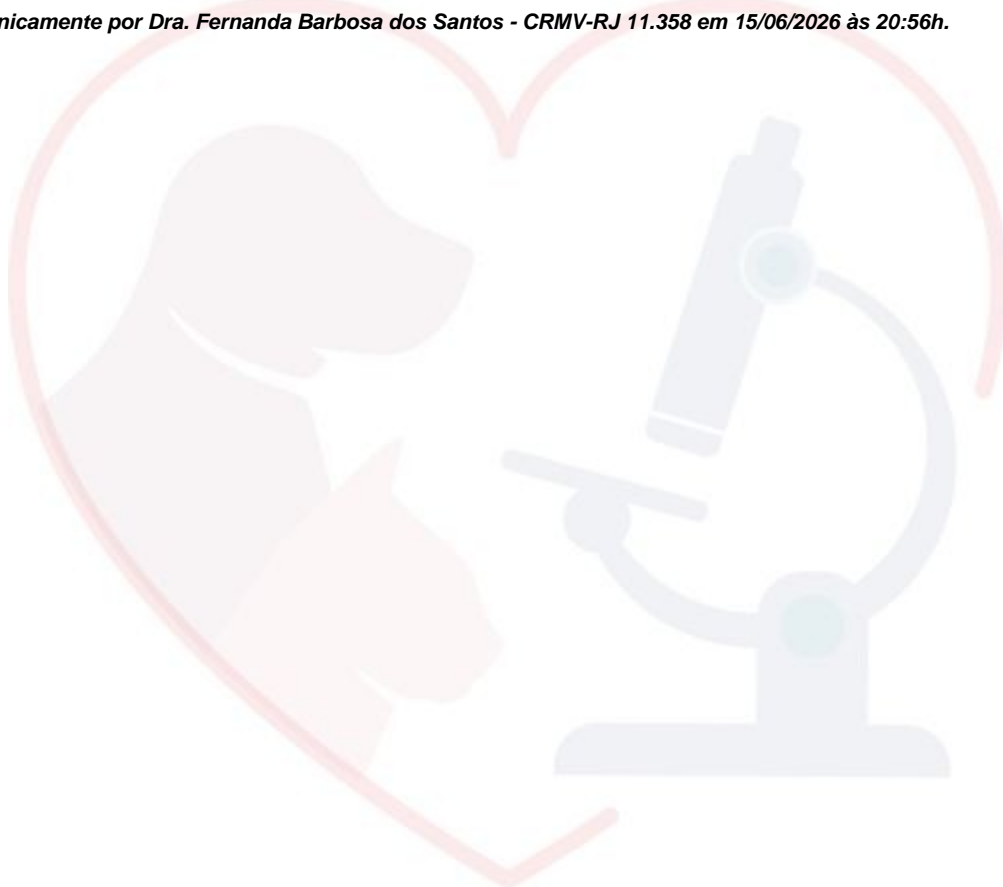 nicamente por Dra. Fernanda Barbosa dos Santos - CRMV-RJ 11.358 em 15/06/2026 às 20:56h.